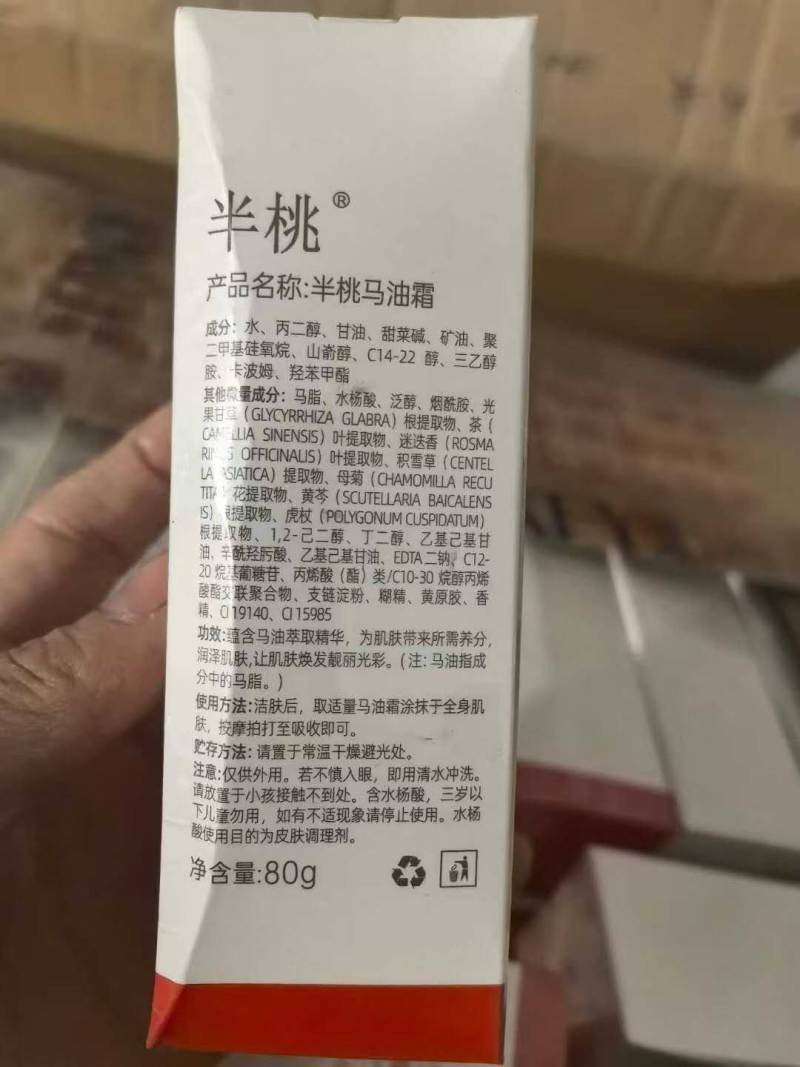 半桃®
产品名称:半桃马油霜
成分：水、丙二醇、甘油、甜菜碱、矿油、聚
二甲基硅氧烷、山嵛醇、C14-22 醇、三乙醇
胺、卡波姆、羟苯甲酯
其他微量成分：马脂、水杨酸、泛醇、烟酰胺、光
果甘草（GLYCYRRHIZA GLABRA）根提取物、茶（
CAMELLIA SINENSIS）叶提取物、迷迭香（ROSMA
RINUS OFFICINALIS）叶提取物、积雪草（CENTEL
LA ASIATICA）提取物、母菊（CHAMOMILLA RECU
TITA）花提取物、黄芩（SCUTELLARIA BAICALENS
IS）根提取物、虎杖（POLYGONUM CUSPIDATUM）
根提取物、1,2-己二醇、丁二醇、乙基己基甘
油、辛酰羟肟酸、乙基己基甘油、EDTA 二钠、C12-
20 烷基葡糖苷、丙烯酸（酯）类/C10-30 烷醇丙烯
酸酯交联聚合物、支链淀粉、糊精、黄原胶、香
精、CI 19140、CI 15985
功效:蕴含马油萃取精华，为肌肤带来所需养分，
润泽肌肤,让肌肤焕发靓丽光彩。(注：马油指成
分中的马脂。)
使用方法：洁肤后，取适量马油霜涂抹于全身肌
肤，按摩拍打至吸收即可。
贮存方法：请置于常温干燥避光处。
注意:仅供外用。若不慎入眼，即用清水冲洗。
请放置于小孩接触不到处。含水杨酸，三岁以
下儿童勿用，如有不适现象请停止使用。水杨
酸使用目的为皮肤调理剂。
净含量:80g